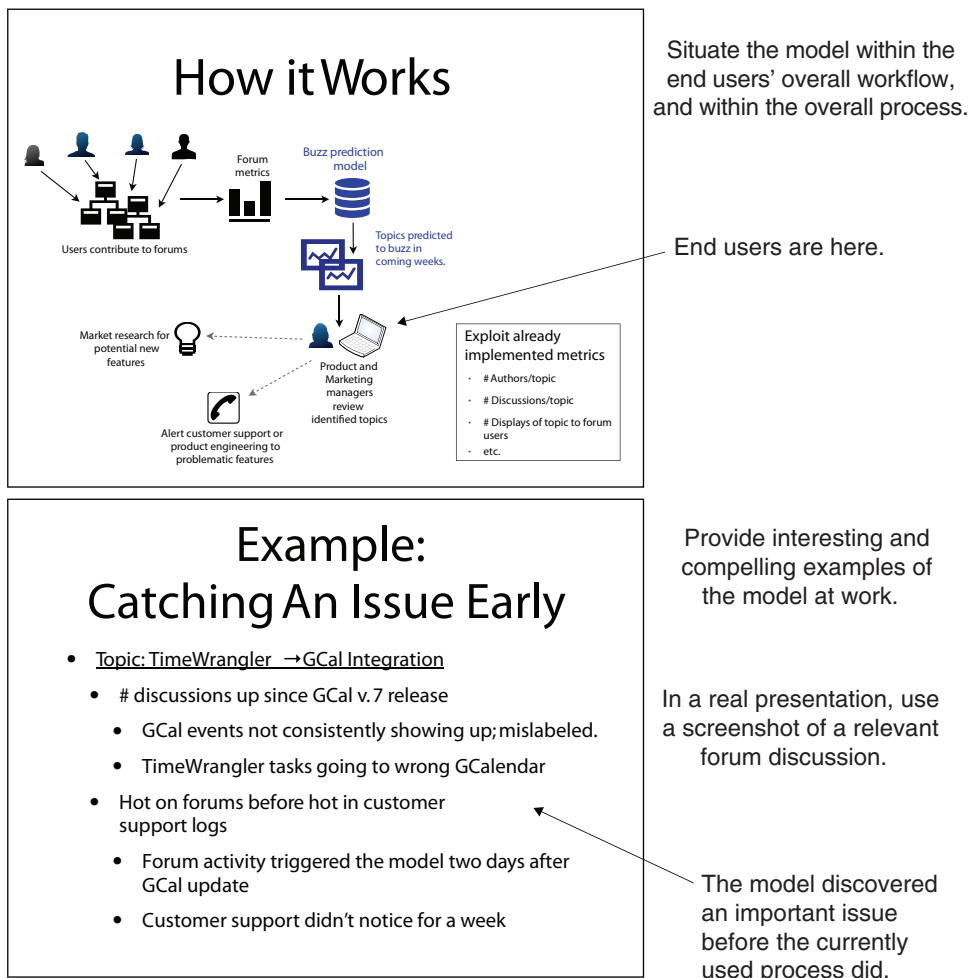 How it Works
Forum
metrics
Buzz prediction
model
Users contribute to forums
Topics predicted
to buzz in
coming weeks.
Market research for
potential new
features
Product and
Marketing
managers
review
identified topics
Alert customer support or
product engineering to
problematic features
Exploit already
implemented metrics
· # Authors/topic
· # Discussions/topic
· # Displays of topic to forum
users
· etc.
Situate the model within the
end users’ overall workflow,
and within the overall process.
End users are here.
Example:
Catching An Issue Early
• Topic: TimeWrangler →GCal Integration
• # discussions up since GCal v. 7 release
• GCal events not consistently showing up; mislabeled.
• TimeWrangler tasks going to wrong GCalendar
• Hot on forums before hot in customer
support logs
• Forum activity triggered the model two days after
GCal update
• Customer support didn’t notice for a week
Provide interesting and
compelling examples of
the model at work.
In a real presentation, use
a screenshot of a relevant
forum discussion.
The model discovered
an important issue
before the currently
used process did.